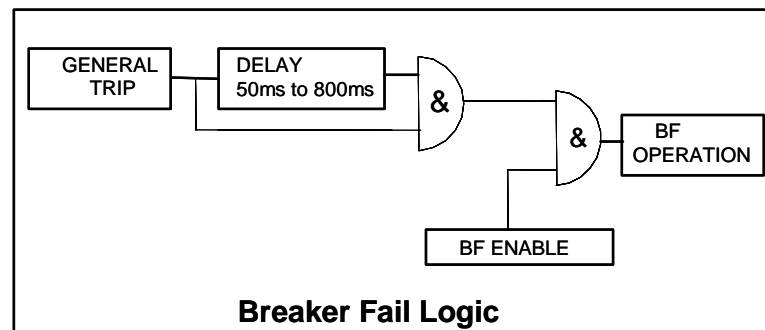 GENERAL
TRIP
DELAY
50ms to 800ms
&
&
BF
OPERATION
BF ENABLE
Breaker Fail Logic